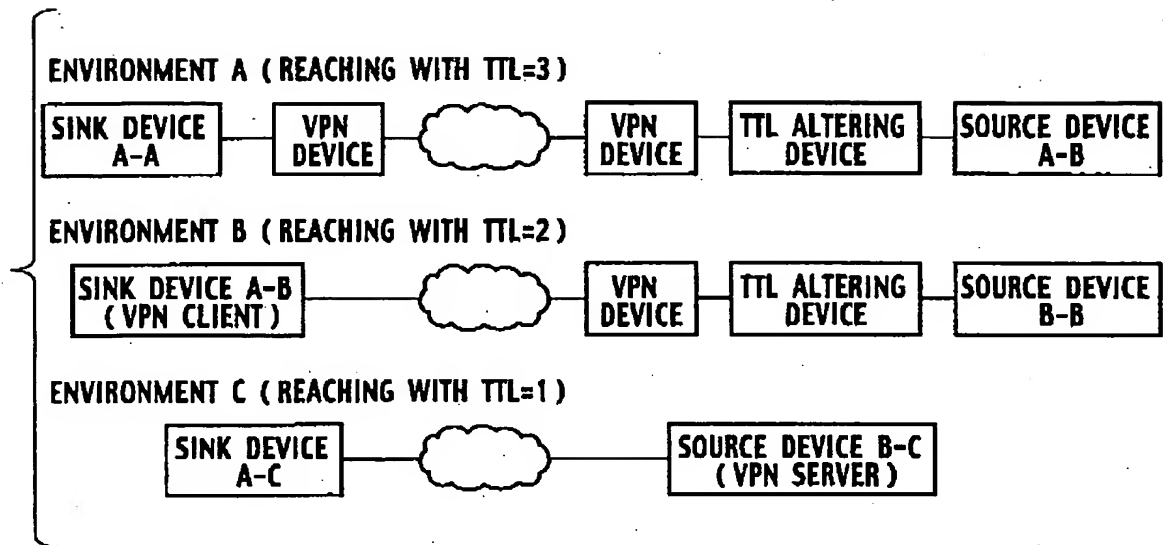 ENVIRONMENT A ( REACHING WITH TTL=3 )
SINK DEVICE
A-A
VPN
DEVICE
VPN
DEVICE
TTL ALTERING
DEVICE
SOURCE DEVICE
A-B
ENVIRONMENT B ( REACHING WITH TTL=2 )
SINK DEVICE A-B
( VPN CLIENT )
VPN
DEVICE
TTL ALTERING
DEVICE
SOURCE DEVICE
B-B
ENVIRONMENT C ( REACHING WITH TTL=1 )
SINK DEVICE
A-C
SOURCE DEVICE B-C
( VPN SERVER )